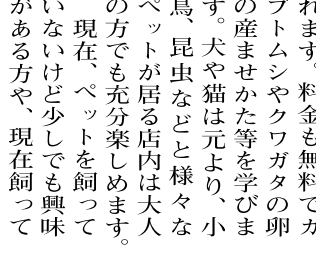 れます。料金も無料でカ
ブトムシやクワガタの卵
の産ませかた等を学びま
す。犬や猫は元より、小
鳥、昆虫などと様々な
ペットが居る店内は大人
の方でも充分楽しめます。
現在、ペットを飼って
いないけど少しでも興味
がある方や、現在飼って